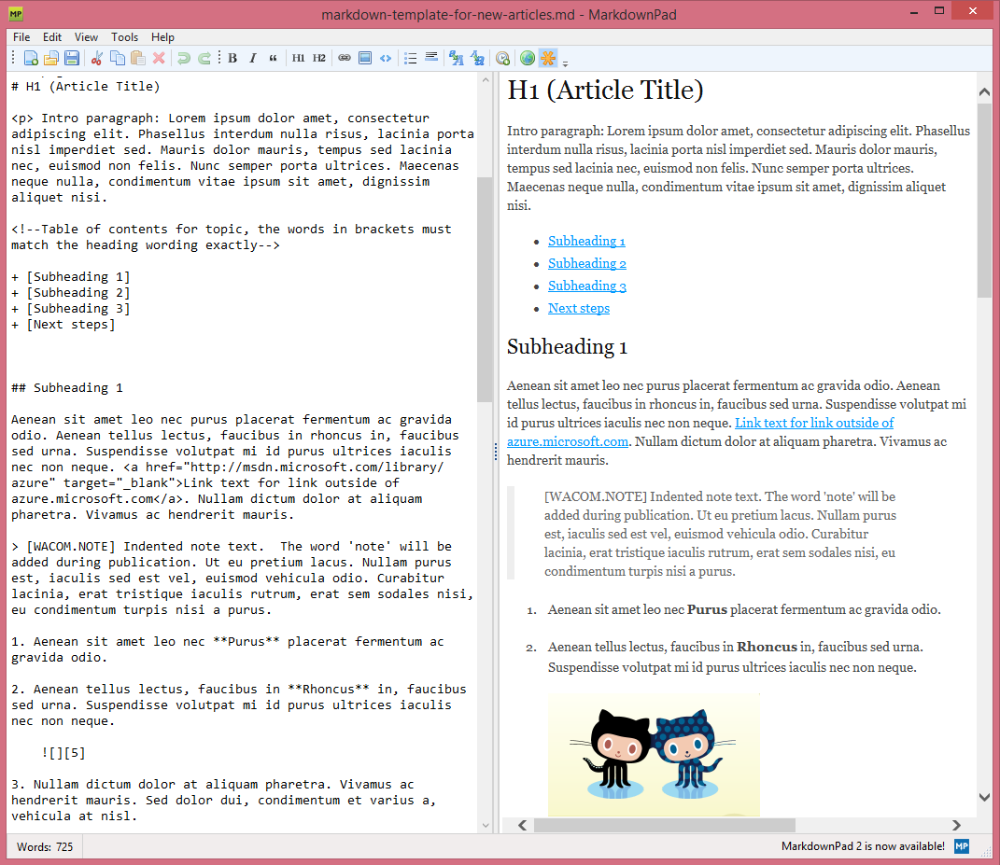 MP
markdown-template-for-new-articles.md - MarkdownPad
File Edit View Tools Help
B I “ H1 H2
# H1 (Article Title)
<p> Intro paragraph: Lorem ipsum dolor amet, consectetur
adipiscing elit. Phasellus interdum nulla risus, lacinia porta
nisl imperdiet sed. Mauris dolor mauris, tempus sed lacinia
nec, euismod non felis. Nunc semper porta ultrices. Maecenas
neque nulla, condimentum vitae ipsum sit amet, dignissim
aliquet nisi.
<!--Table of contents for topic, the words in brackets must
match the heading wording exactly-->
+ [Subheading 1]
+ [Subheading 2]
+ [Subheading 3]
+ [Next steps]
## Subheading 1
Aenean sit amet leo nec purus placerat fermentum ac gravida
odio. Aenean tellus lectus, faucibus in rhoncus in, faucibus
sed urna. Suspendisse volutpat mi id purus ultrices iaculis
nec non neque. <a href="http://msdn.microsoft.com/library/
azure" target="_blank">Link text for link outside of
azure.microsoft.com</a>. Nullam dictum dolor at aliquam
pharetra. Vivamus ac hendrerit mauris.
> [WACOM.NOTE] Indented note text.  The word 'note' will be
added during publication. Ut eu pretium lacus. Nullam purus
est, iaculis sed est vel, euismod vehicula odio. Curabitur
lacinia, erat tristique iaculis rutrum, erat sem sodales nisi,
eu condimentum turpis nisi a purus.
1. Aenean sit amet leo nec **Purus** placerat fermentum ac
gravida odio.
2. Aenean tellus lectus, faucibus in **Rhoncus** in, faucibus
sed urna. Suspendisse volutpat mi id purus ultrices iaculis
nec non neque.
![][5]
3. Nullam dictum dolor at aliquam pharetra. Vivamus ac
hendrerit mauris. Sed dolor dui, condimentum et varius a,
vehicula at nisl.
H1 (Article Title)
Intro paragraph: Lorem ipsum dolor amet, consectetur adipiscing elit. Phasellus
interdum nulla risus, lacinia porta nisl imperdiet sed. Mauris dolor mauris,
tempus sed lacinia nec, euismod non felis. Nunc semper porta ultrices.
Maecenas neque nulla, condimentum vitae ipsum sit amet, dignissim aliquet
nisi.
• Subheading 1
• Subheading 2
• Subheading 3
• Next steps
Subheading 1
Aenean sit amet leo nec purus placerat fermentum ac gravida odio. Aenean
tellus lectus, faucibus in rhoncus in, faucibus sed urna. Suspendisse volutpat mi
id purus ultrices iaculis nec non neque. Link text for link outside of
azure.microsoft.com. Nullam dictum dolor at aliquam pharetra. Vivamus ac
hendrerit mauris.
[WACOM.NOTE] Indented note text. The word 'note' will be
added during publication. Ut eu pretium lacus. Nullam purus
est, iaculis sed est vel, euismod vehicula odio. Curabitur
lacinia, erat tristique iaculis rutrum, erat sem sodales nisi, eu
condimentum turpis nisi a purus.
1. Aenean sit amet leo nec Purus placerat fermentum ac gravida odio.
2. Aenean tellus lectus, faucibus in Rhoncus in, faucibus sed urna.
Suspendisse volutpat mi id purus ultrices iaculis nec non neque.
Words: 725
MarkdownPad 2 is now available! MP